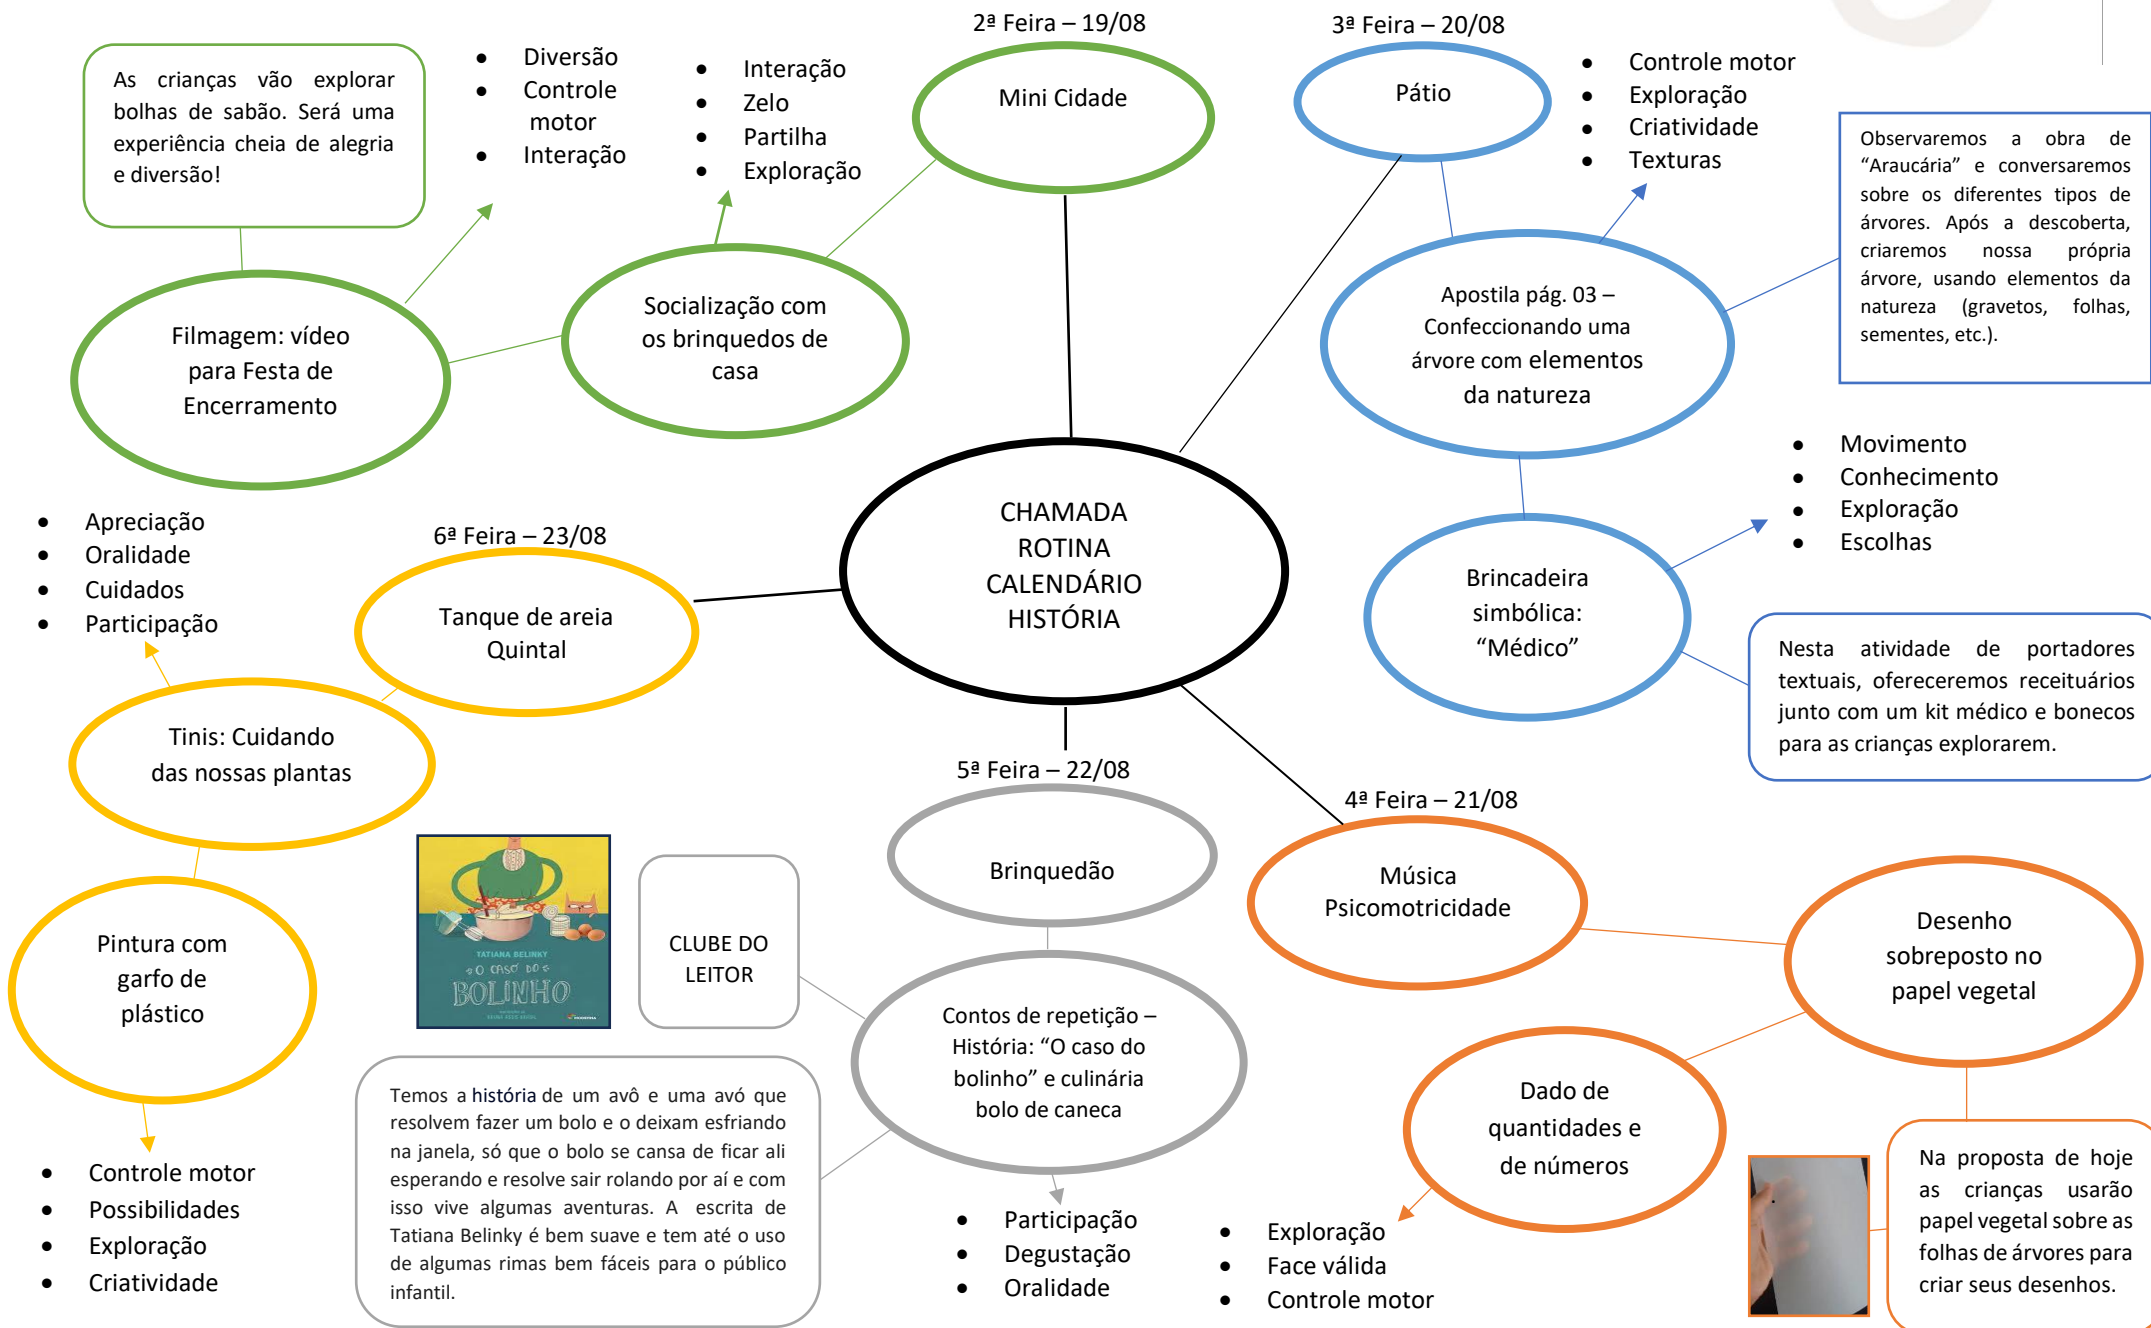 2ª Feira – 19/08
Mini Cidade
Interação
Zelo
Partilha
Exploração
Socialização com
os brinquedos de
casa
Diversão
Controle
motor
Interação
As crianças vão explorar
bolhas de sabão. Será uma
experiência cheia de alegria
e diversão!
Filmagem: vídeo
para Festa de
Encerramento
3ª Feira – 20/08
Pátio
Controle motor
Exploração
Criatividade
Texturas
Observaremos a obra de
“Araucária” e conversaremos
sobre os diferentes tipos de
árvores. Após a descoberta,
criaremos nossa própria
árvore, usando elementos da
natureza (gravetos, folhas,
sementes, etc.).
Apostila pág. 03 –
Confeccionando uma
árvore com elementos
da natureza
Movimento
Conhecimento
Exploração
Escolhas
Brincadeira
simbólica:
“Médico”
Nesta atividade de portadores
textuais, ofereceremos receituários
junto com um kit médico e bonecos
para as crianças explorarem.
CHAMADA
ROTINA
CALENDÁRIO
HISTÓRIA
6ª Feira – 23/08
Tanque de areia
Quintal
Apreciação
Oralidade
Cuidados
Participação
Tinis: Cuidando
das nossas plantas
Pintura com
garfo de
plástico
Controle motor
Possibilidades
Exploração
Criatividade
5ª Feira – 22/08
Brinquedão
TATIANA BELINKY
O CASO DO
BOLINHO
CLUBE DO
LEITOR
Contos de repetição –
História: “O caso do
bolinho” e culinária
bolo de caneca
Temos a história de um avô e uma avó que
resolvem fazer um bolo e o deixam esfriando
na janela, só que o bolo se cansa de ficar ali
esperando e resolve sair rolando por aí e com
isso vive algumas aventuras. A escrita de
Tatiana Belinky é bem suave e tem até o uso
de algumas rimas bem fáceis para o público
infantil.
Participação
Degustação
Oralidade
4ª Feira – 21/08
Música
Psicomotricidade
Desenho
sobreposto no
papel vegetal
Dado de
quantidades e
de números
Exploração
Face válida
Controle motor
Na proposta de hoje
as crianças usarão
papel vegetal sobre as
folhas de árvores para
criar seus desenhos.